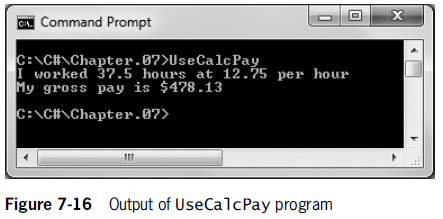 Command Prompt
C:\C#\Chapter.07>UseCalcPay
I worked 37.5 hours at 12.75 per hour
My gross pay is $478.13
C:\C#\Chapter.07>
Figure 7-16 Output of UseCalcPay program